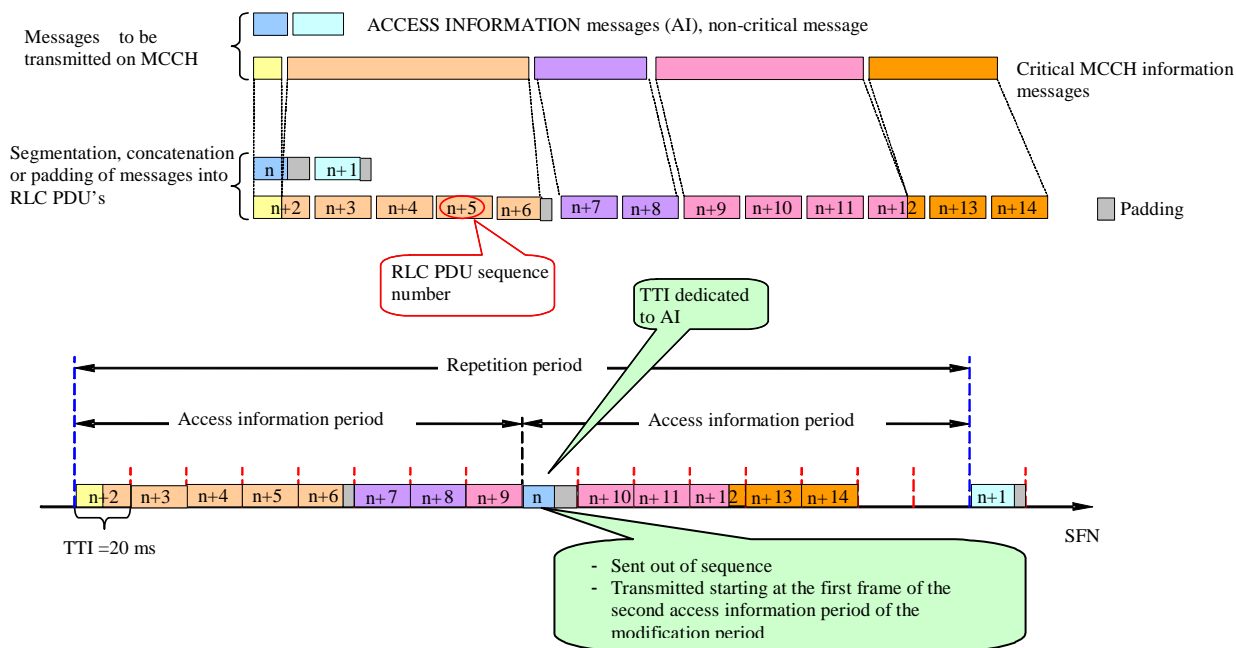 ACCESS INFORMATION messages (AI), non-critical message
Messages to be
transmitted on MCCH
Critical MCCH information
messages
Segmentation, concatenation
or padding of messages into
RLC PDU's
n
n+1
n+2
n+3
n+4
n+5
n+6
n+7
n+8
n+9
n+10
n+11
n+12
n+13
n+14
Padding
RLC PDU sequence
number
TTI dedicated
to AI
Repetition period
Access information period
Access information period
n+2
n+3
n+4
n+5
n+6
n+7
n+8
n+9
n
n+10
n+11
n+12
n+13
n+14
n+1
TTI =20 ms
SFN
- Sent out of sequence
- Transmitted starting at the first frame of the
second access information period of the
modification period